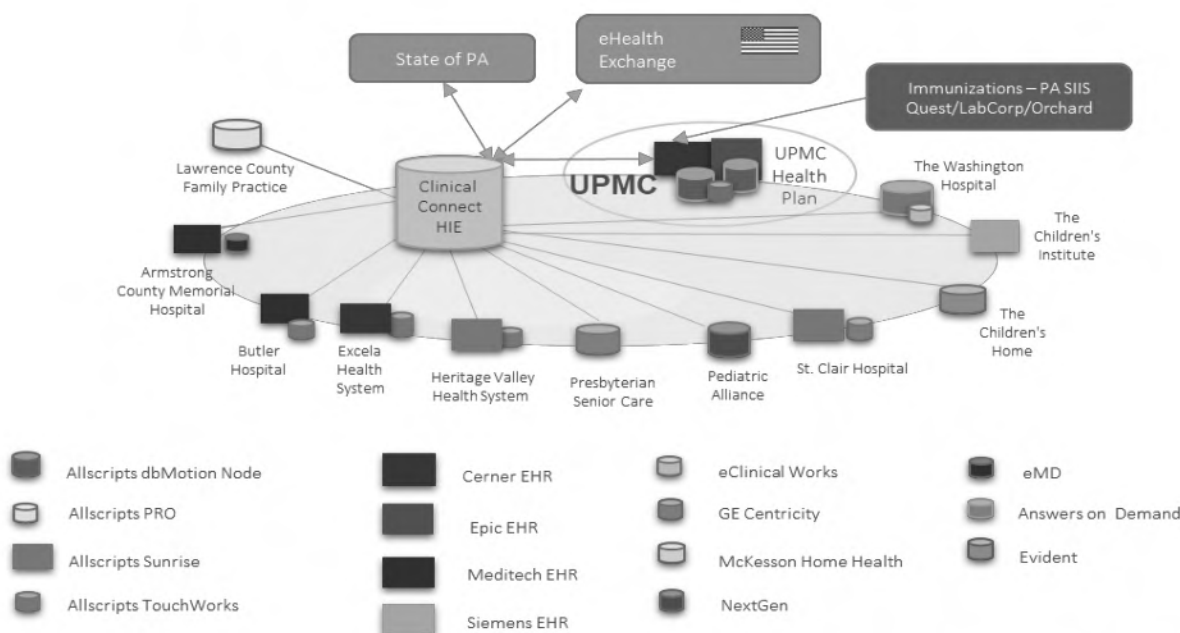 State of PA
eHealth
Exchange
Immunizations – PA SIIS
Quest/LabCorp/Orchard
Lawrence County
Family Practice
Clinical
Connect
HIE
UPMC
UPMC
Health
Plan
The Washington
Hospital
The
Children's
Institute
Armstrong
County Memorial
Hospital
Butler
Hospital
Excela
Health
System
Heritage Valley
Health System
Presbyterian
Senior Care
Pediatric
Alliance
St. Clair Hospital
The
Children's
Home
Allscripts dbMotion Node
Allscripts PRO
Allscripts Sunrise
Allscripts TouchWorks
Cerner EHR
Epic EHR
Meditech EHR
Siemens EHR
eClinical Works
GE Centricity
McKesson Home Health
NextGen
eMD
Answers on Demand
Evident